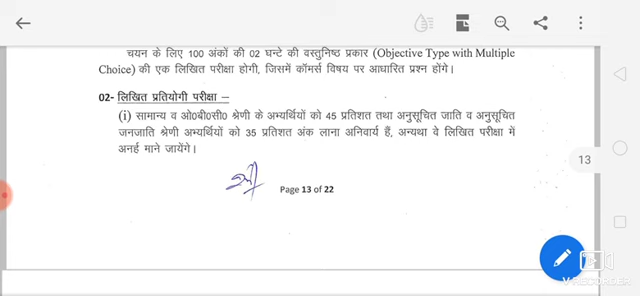 चयन के लिए 100 अंकों की 02 घन्टे की वस्तुनिष्ठ प्रकार (Objective Type with Multiple
Choice) की एक लिखित परीक्षा होगी, जिसमें कॉमर्स विषय पर आधारित प्रश्न होंगे।
02- लिखित प्रतियोगी परीक्षा –
(i) सामान्य व ओ0बी0सी0 श्रेणी के अभ्यर्थियों को 45 प्रतिशत तथा अनुसूचित जाति व अनुसूचित
जनजाति श्रेणी अभ्यर्थियों को 35 प्रतिशत अंक लाना अनिवार्य हैं, अन्यथा वे लिखित परीक्षा में
अनर्ह माने जायेंगे।
13
Page 13 of 22
V RECORDER